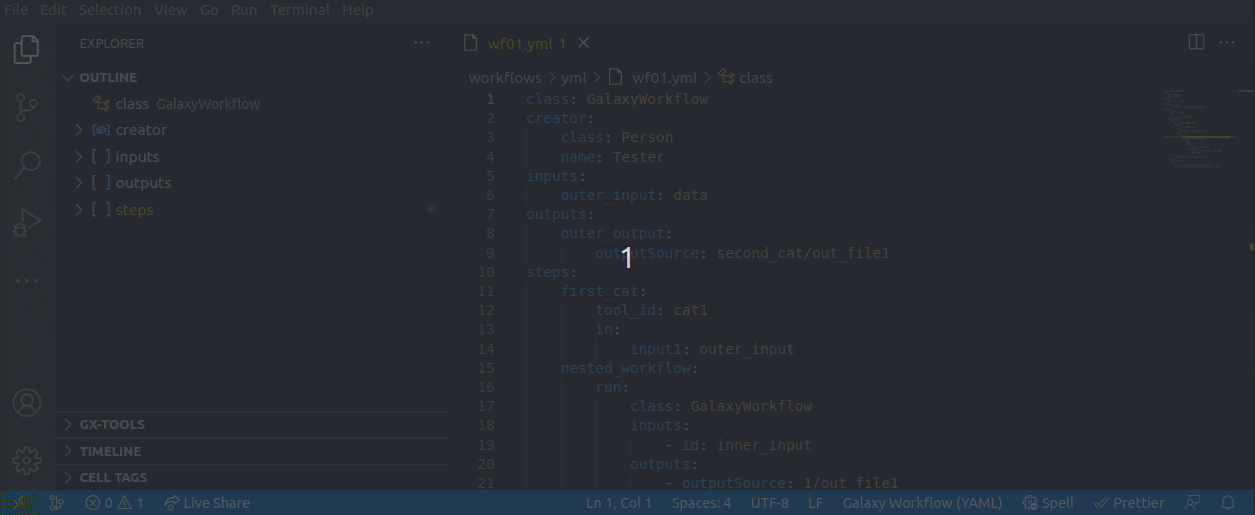 File Edit Selection View Go Run Terminal Help
EXPLORER
OUTLINE
class GalaxyWorkflow
creator
[ ] inputs
[ ] outputs
[ ] steps
GX-TOOLS
TIMELINE
CELL TAGS
wf01.yml 1
workflows > yml > wf01.yml > class
1 class: GalaxyWorkflow
2 creator:
3 class: Person
4 name: Tester
5 inputs:
6 outer_input: data
7 outputs:
8 outer_output:
9 outputSource: second_cat/out_file1
1
10 steps:
11 first_cat:
12 tool_id: cat1
13 in:
14 input1: outer_input
15 nested_workflow:
16 run:
17 class: GalaxyWorkflow
18 inputs:
19 - id: inner_input
20 outputs:
21 - outputSource: 1/out_file1
0 1 Live Share Ln 1, Col 1 Spaces: 4 UTF-8 LF Galaxy Workflow (YAML) Spell Prettier